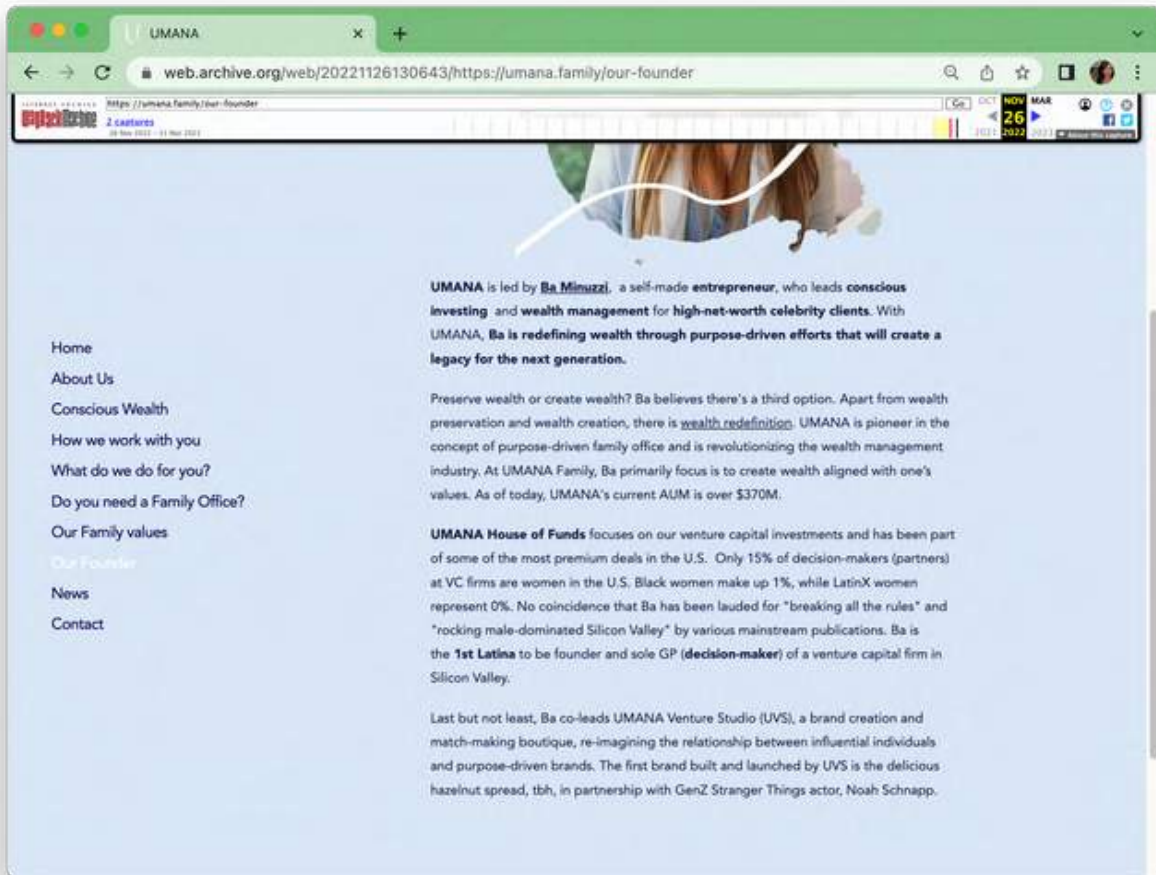 UMANA
web.archive.org/web/20221126130643/https://umana.family/our-founder
INTERNET ARCHIVE
WayBackMachine
https://umana.family/our-founder
Go
OCT NOV MAR
2 captures
26
2021 2022 2023
About this capture
UMANA is led by Ba Minuzzi, a self-made entrepreneur, who leads conscious
investing and wealth management for high-net-worth celebrity clients. With
UMANA, Ba is redefining wealth through purpose-driven efforts that will create a
legacy for the next generation.
Home
About Us
Conscious Wealth
How we work with you
What do we do for you?
Do you need a Family Office?
Our Family values
Our Founder
News
Contact
Preserve wealth or create wealth? Ba believes there's a third option. Apart from wealth
preservation and wealth creation, there is wealth redefinition. UMANA is pioneer in the
concept of purpose-driven family office and is revolutionizing the wealth management
industry. At UMANA Family, Ba primarily focus is to create wealth aligned with one's
values. As of today, UMANA's current AUM is over $370M.
UMANA House of Funds focuses on our venture capital investments and has been part
of some of the most premium deals in the U.S. Only 15% of decision-makers (partners)
at VC firms are women in the U.S. Black women make up 1%, while LatinX women
represent 0%. No coincidence that Ba has been lauded for "breaking all the rules" and
"rocking male-dominated Silicon Valley" by various mainstream publications. Ba is
the 1st Latina to be founder and sole GP (decision-maker) of a venture capital firm in
Silicon Valley.
Last but not least, Ba co-leads UMANA Venture Studio (UVS), a brand creation and
match-making boutique, re-imagining the relationship between influential individuals
and purpose-driven brands. The first brand built and launched by UVS is the delicious
hazelnut spread, tbh, in partnership with GenZ Stranger Things actor, Noah Schnapp.